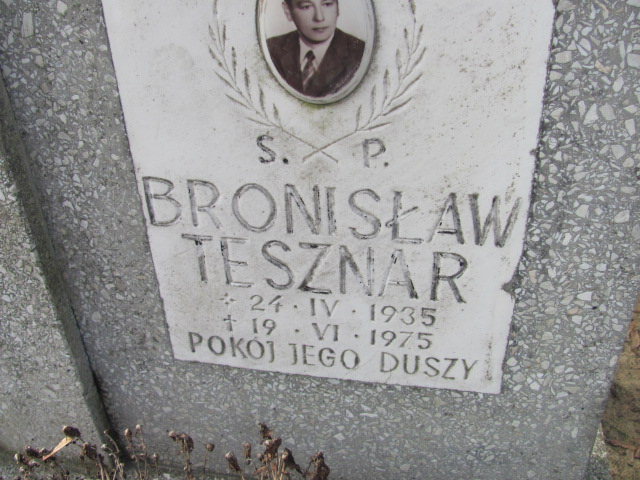 S. P.
BRONISŁAW
TESZNAR
* 24 · IV · 1935
† 19 · VI · 1975
POKÓJ JEGO DUSZY